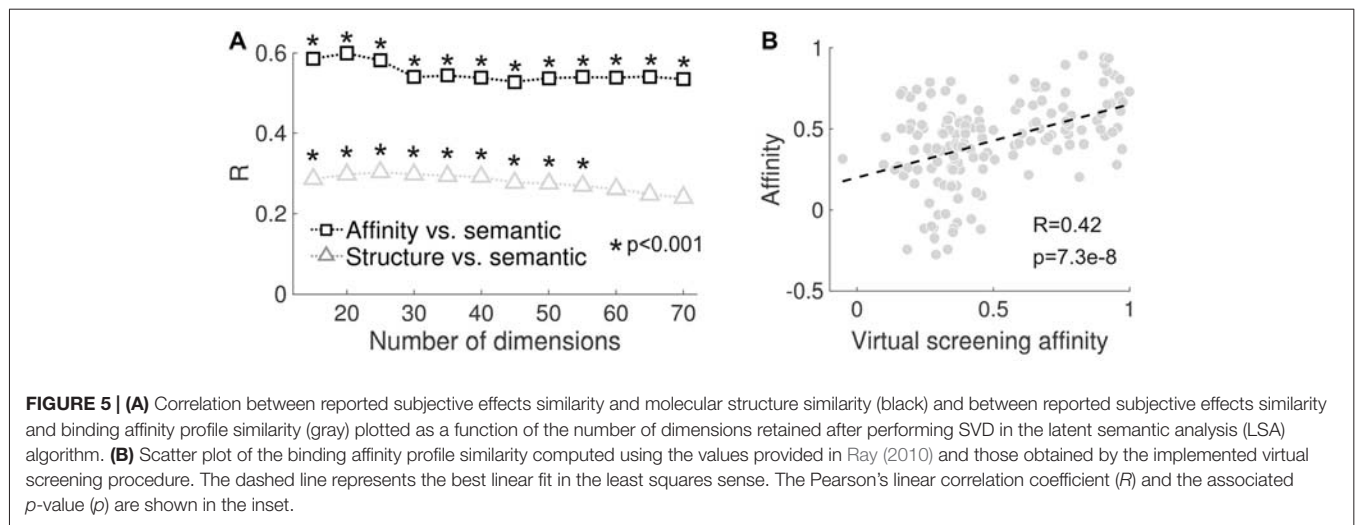 A
0.6
0.4
0.2
0
R
* * * * * * * * * * * *
* * * * * * * * *
Affinity vs. semantic
Structure vs. semantic
* p<0.001
20 30 40 50 60 70
Number of dimensions
B
1
0.5
0
-0.5
Affinity
R=0.42
p=7.3e-8
0 0.5 1
Virtual screening affinity
FIGURE 5 | (A) Correlation between reported subjective effects similarity and molecular structure similarity (black) and between reported subjective effects similarity
and binding affinity profile similarity (gray) plotted as a function of the number of dimensions retained after performing SVD in the latent semantic analysis (LSA)
algorithm. (B) Scatter plot of the binding affinity profile similarity computed using the values provided in Ray (2010) and those obtained by the implemented virtual
screening procedure. The dashed line represents the best linear fit in the least squares sense. The Pearson's linear correlation coefficient (R) and the associated
p-value (p) are shown in the inset.